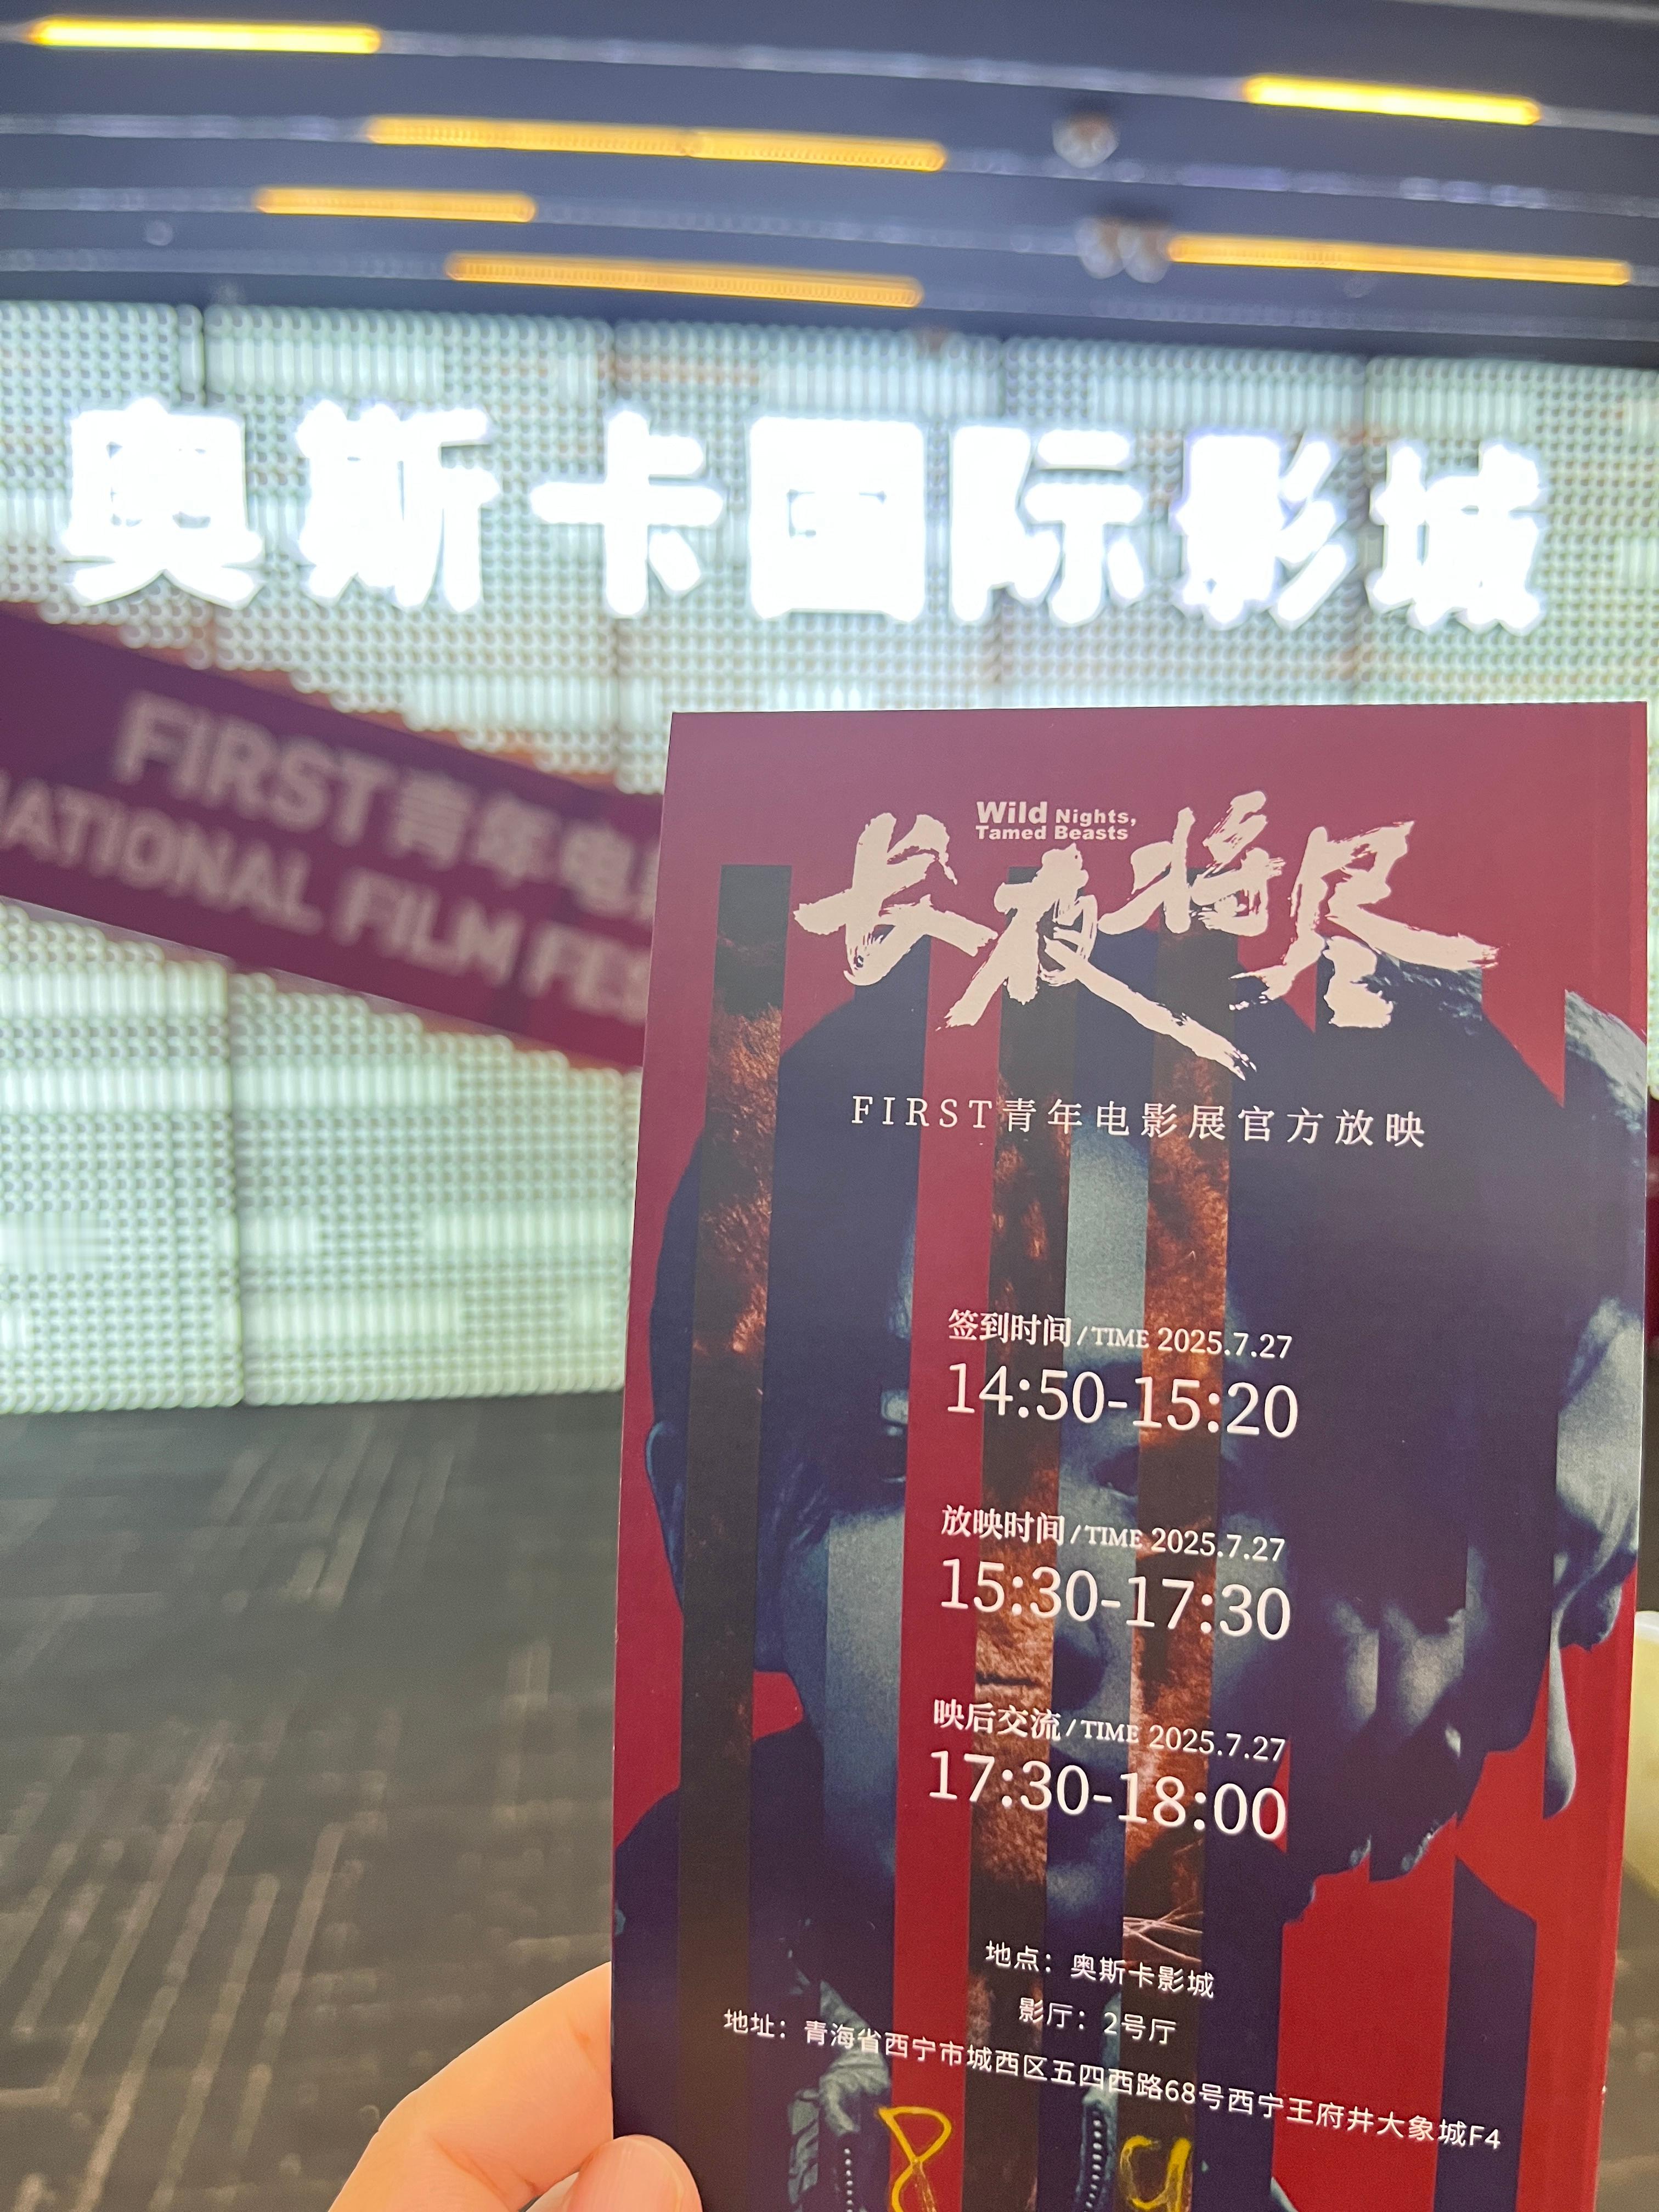 奥斯卡国际影城
FIRST青年电
NATIONAL FILM FES
Wild Nights,
Tamed Beasts
长夜将尽
FIRST青年电影展官方放映
签到时间/TIME 2025.7.27
14:50-15:20
放映时间/TIME 2025.7.27
15:30-17:30
映后交流/TIME 2025.7.27
17:30-18:00
地点：奥斯卡影城
影厅：2号厅
地址：青海省西宁市城西区五四西路68号西宁王府井大象城F4
8 9